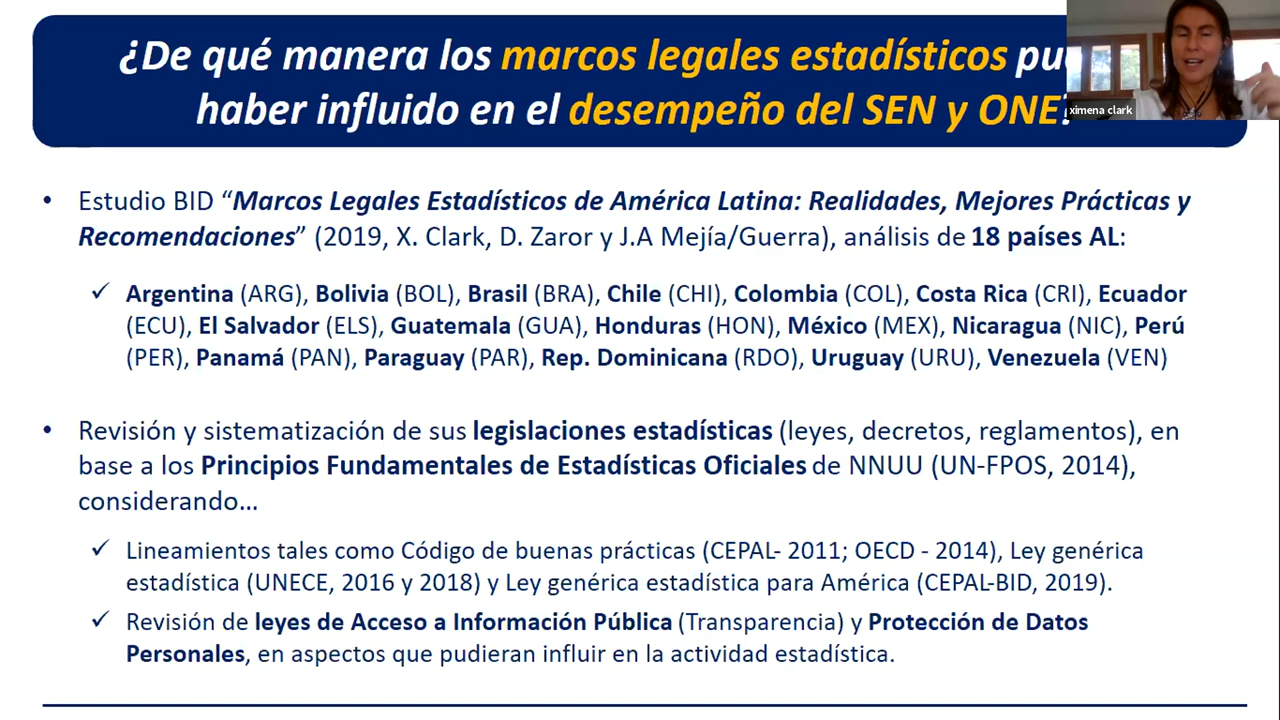 ¿De qué manera los marcos legales estadísticos
haber influido en el desempeño del SEN y ONE?
ximena clark
• Estudio BID “Marcos Legales Estadísticos de América Latina: Realidades, Mejores Prácticas y
Recomendaciones” (2019, X. Clark, D. Zaror y J.A Mejía/Guerra), análisis de 18 países AL:
✓ Argentina (ARG), Bolivia (BOL), Brasil (BRA), Chile (CHI), Colombia (COL), Costa Rica (CRI), Ecuador
(ECU), El Salvador (ELS), Guatemala (GUA), Honduras (HON), México (MEX), Nicaragua (NIC), Perú
(PER), Panamá (PAN), Paraguay (PAR), Rep. Dominicana (RDO), Uruguay (URU), Venezuela (VEN)
• Revisión y sistematización de sus legislaciones estadísticas (leyes, decretos, reglamentos), en
base a los Principios Fundamentales de Estadísticas Oficiales de NNUU (UN-FPOS, 2014),
considerando…
✓ Lineamientos tales como Código de buenas prácticas (CEPAL- 2011; OECD - 2014), Ley genérica
estadística (UNECE, 2016 y 2018) y Ley genérica estadística para América (CEPAL-BID, 2019).
✓ Revisión de leyes de Acceso a Información Pública (Transparencia) y Protección de Datos
Personales, en aspectos que pudieran influir en la actividad estadística.